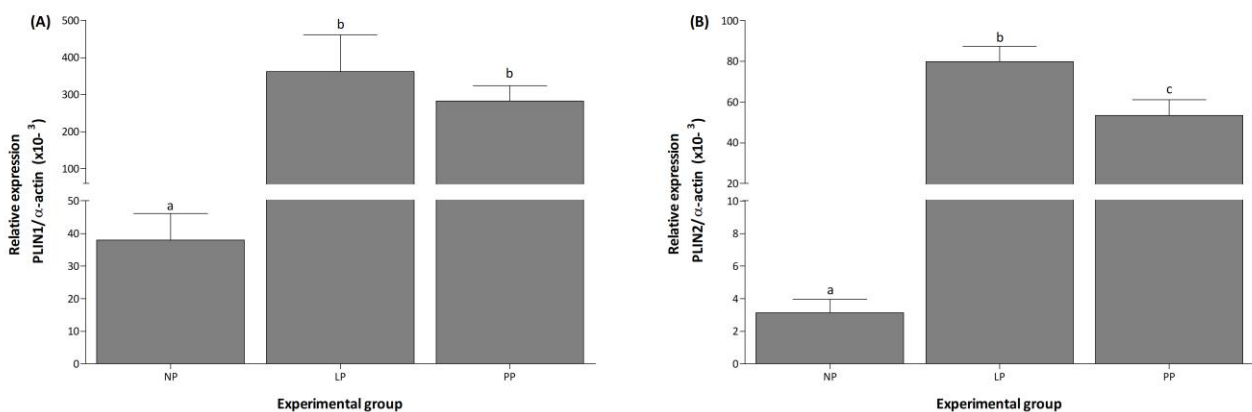 (A)
Relative expression
PLIN1/ α-actin (x10- ³)
500
400
300
200
100
50
40
30
20
10
0
a
b
b
NP
LP
PP
Experimental group
(B)
Relative expression
PLIN2/ α-actin (x10- ³)
100
80
60
40
20
10
8
6
4
2
0
a
b
c
NP
LP
PP
Experimental group